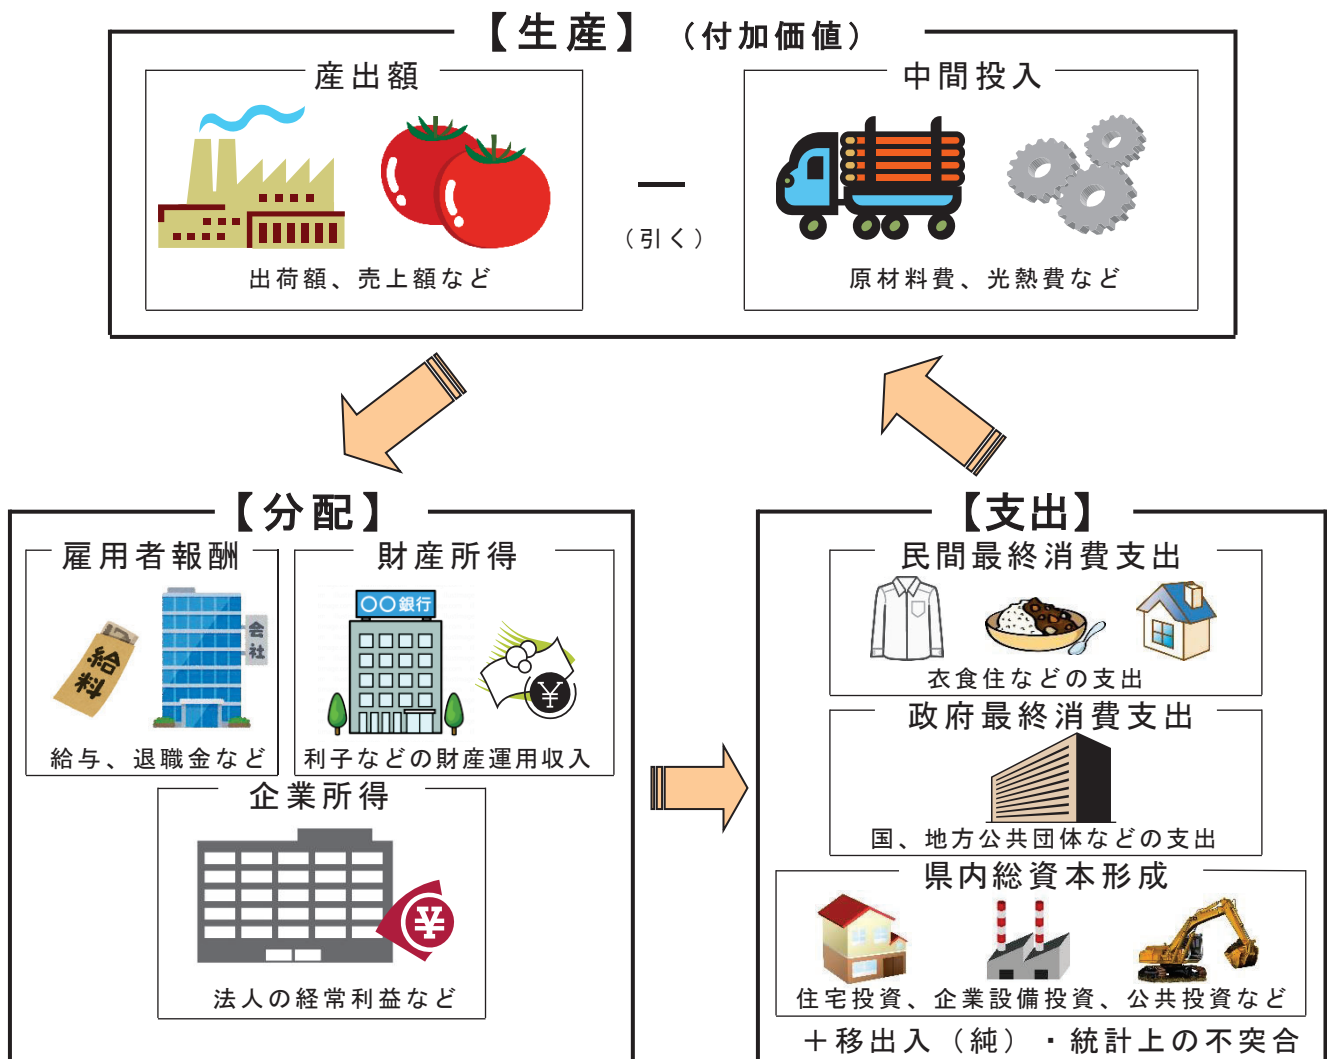 【生産】（付加価値）
産出額
出荷額、売上額など
―
（引く）
中間投入
原材料費、光熱費など
【分配】
雇用者報酬
給料
会社
給与、退職金など
財産所得
〇〇銀行
¥
利子などの財産運用収入
企業所得
¥
法人の経常利益など
【支出】
民間最終消費支出
衣食住などの支出
政府最終消費支出
国、地方公共団体などの支出
県内総資本形成
住宅投資、企業設備投資、公共投資など
＋移出入（純）・統計上の不突合